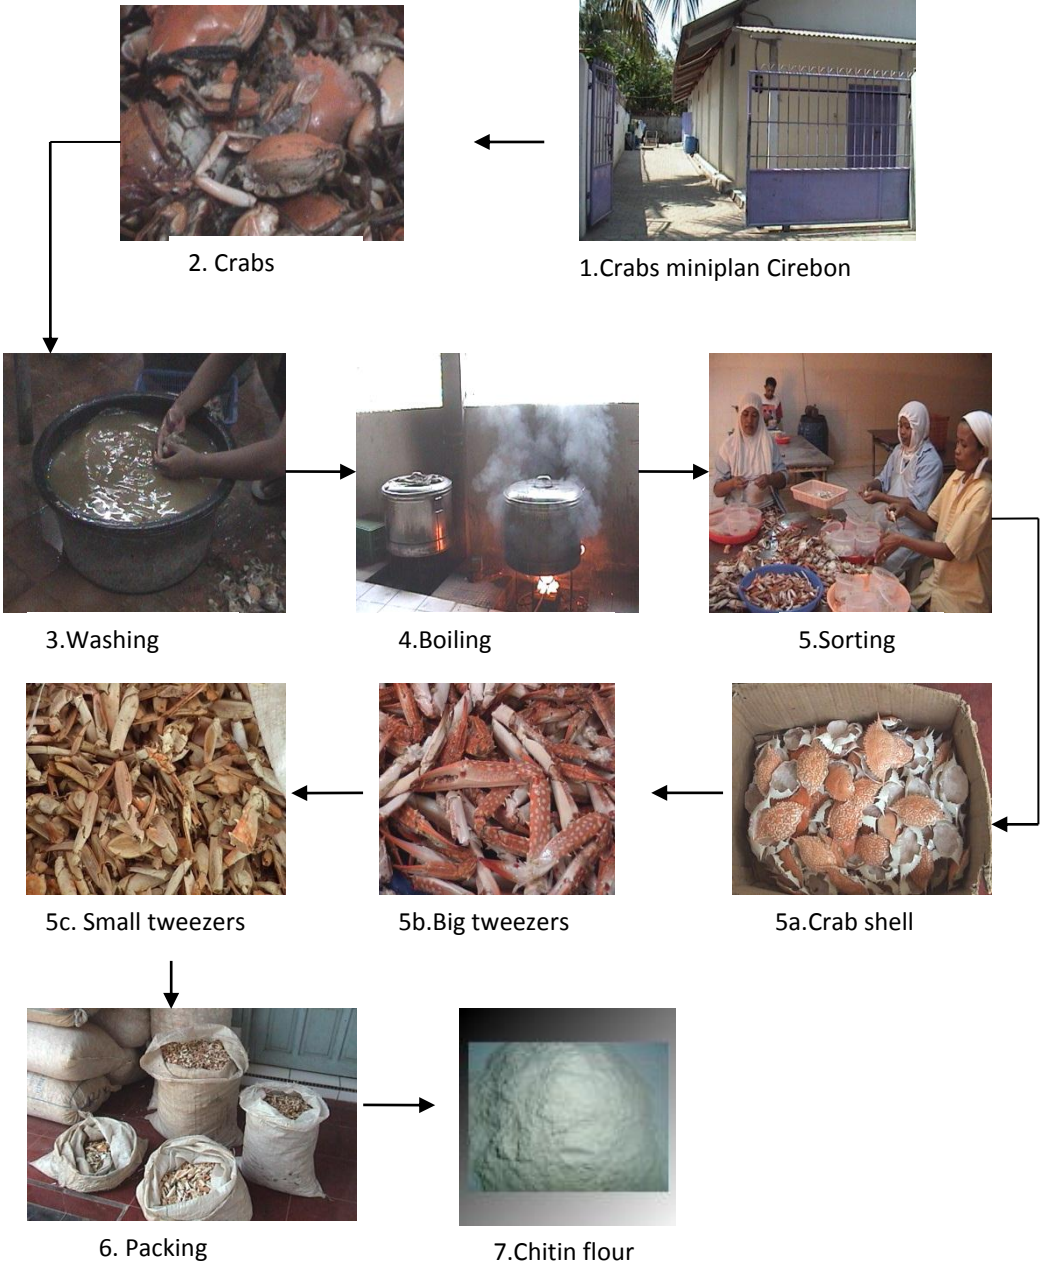 1.Crabs miniplan Cirebon
2. Crabs
3.Washing
4.Boiling
5.Sorting
5a.Crab shell
5b.Big tweezers
5c. Small tweezers
6. Packing
7.Chitin flour